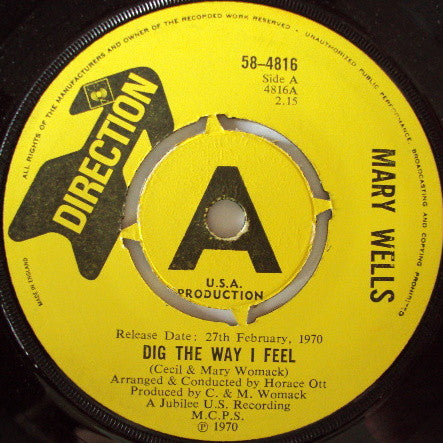 ALL RIGHTS OF THE MANUFACTURERS AND OWNER OF THE RECORDED WORK RESERVED · UNAUTHORIZED PUBLIC PERFORMANCE, BROADCASTING AND COPYING PROHIBITED
DIRECTION
58-4816
Side A
4816A
2.15
MARY WELLS
A
U.S.A.
PRODUCTION
MADE IN ENGLAND
Release Date: 27th February, 1970
DIG THE WAY I FEEL
(Cecil & Mary Womack)
Arranged & Conducted by Horace Ott
Produced by C. & M. Womack
A Jubilee U.S. Recording
M.C.P.S.
℗ 1970